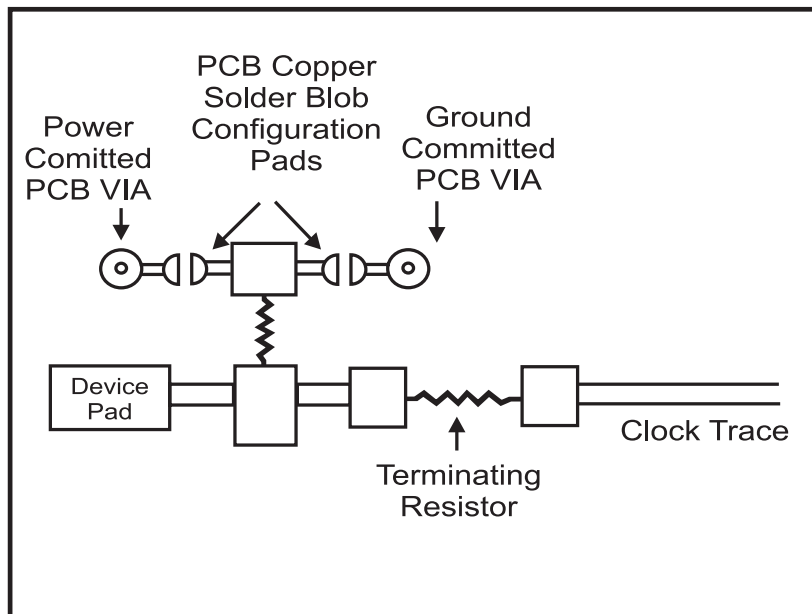 PCB Copper
Solder Blob
Configuration
Pads
Power
Comitted
PCB VIA
Ground
Committed
PCB VIA
Device
Pad
Clock Trace
Terminating
Resistor